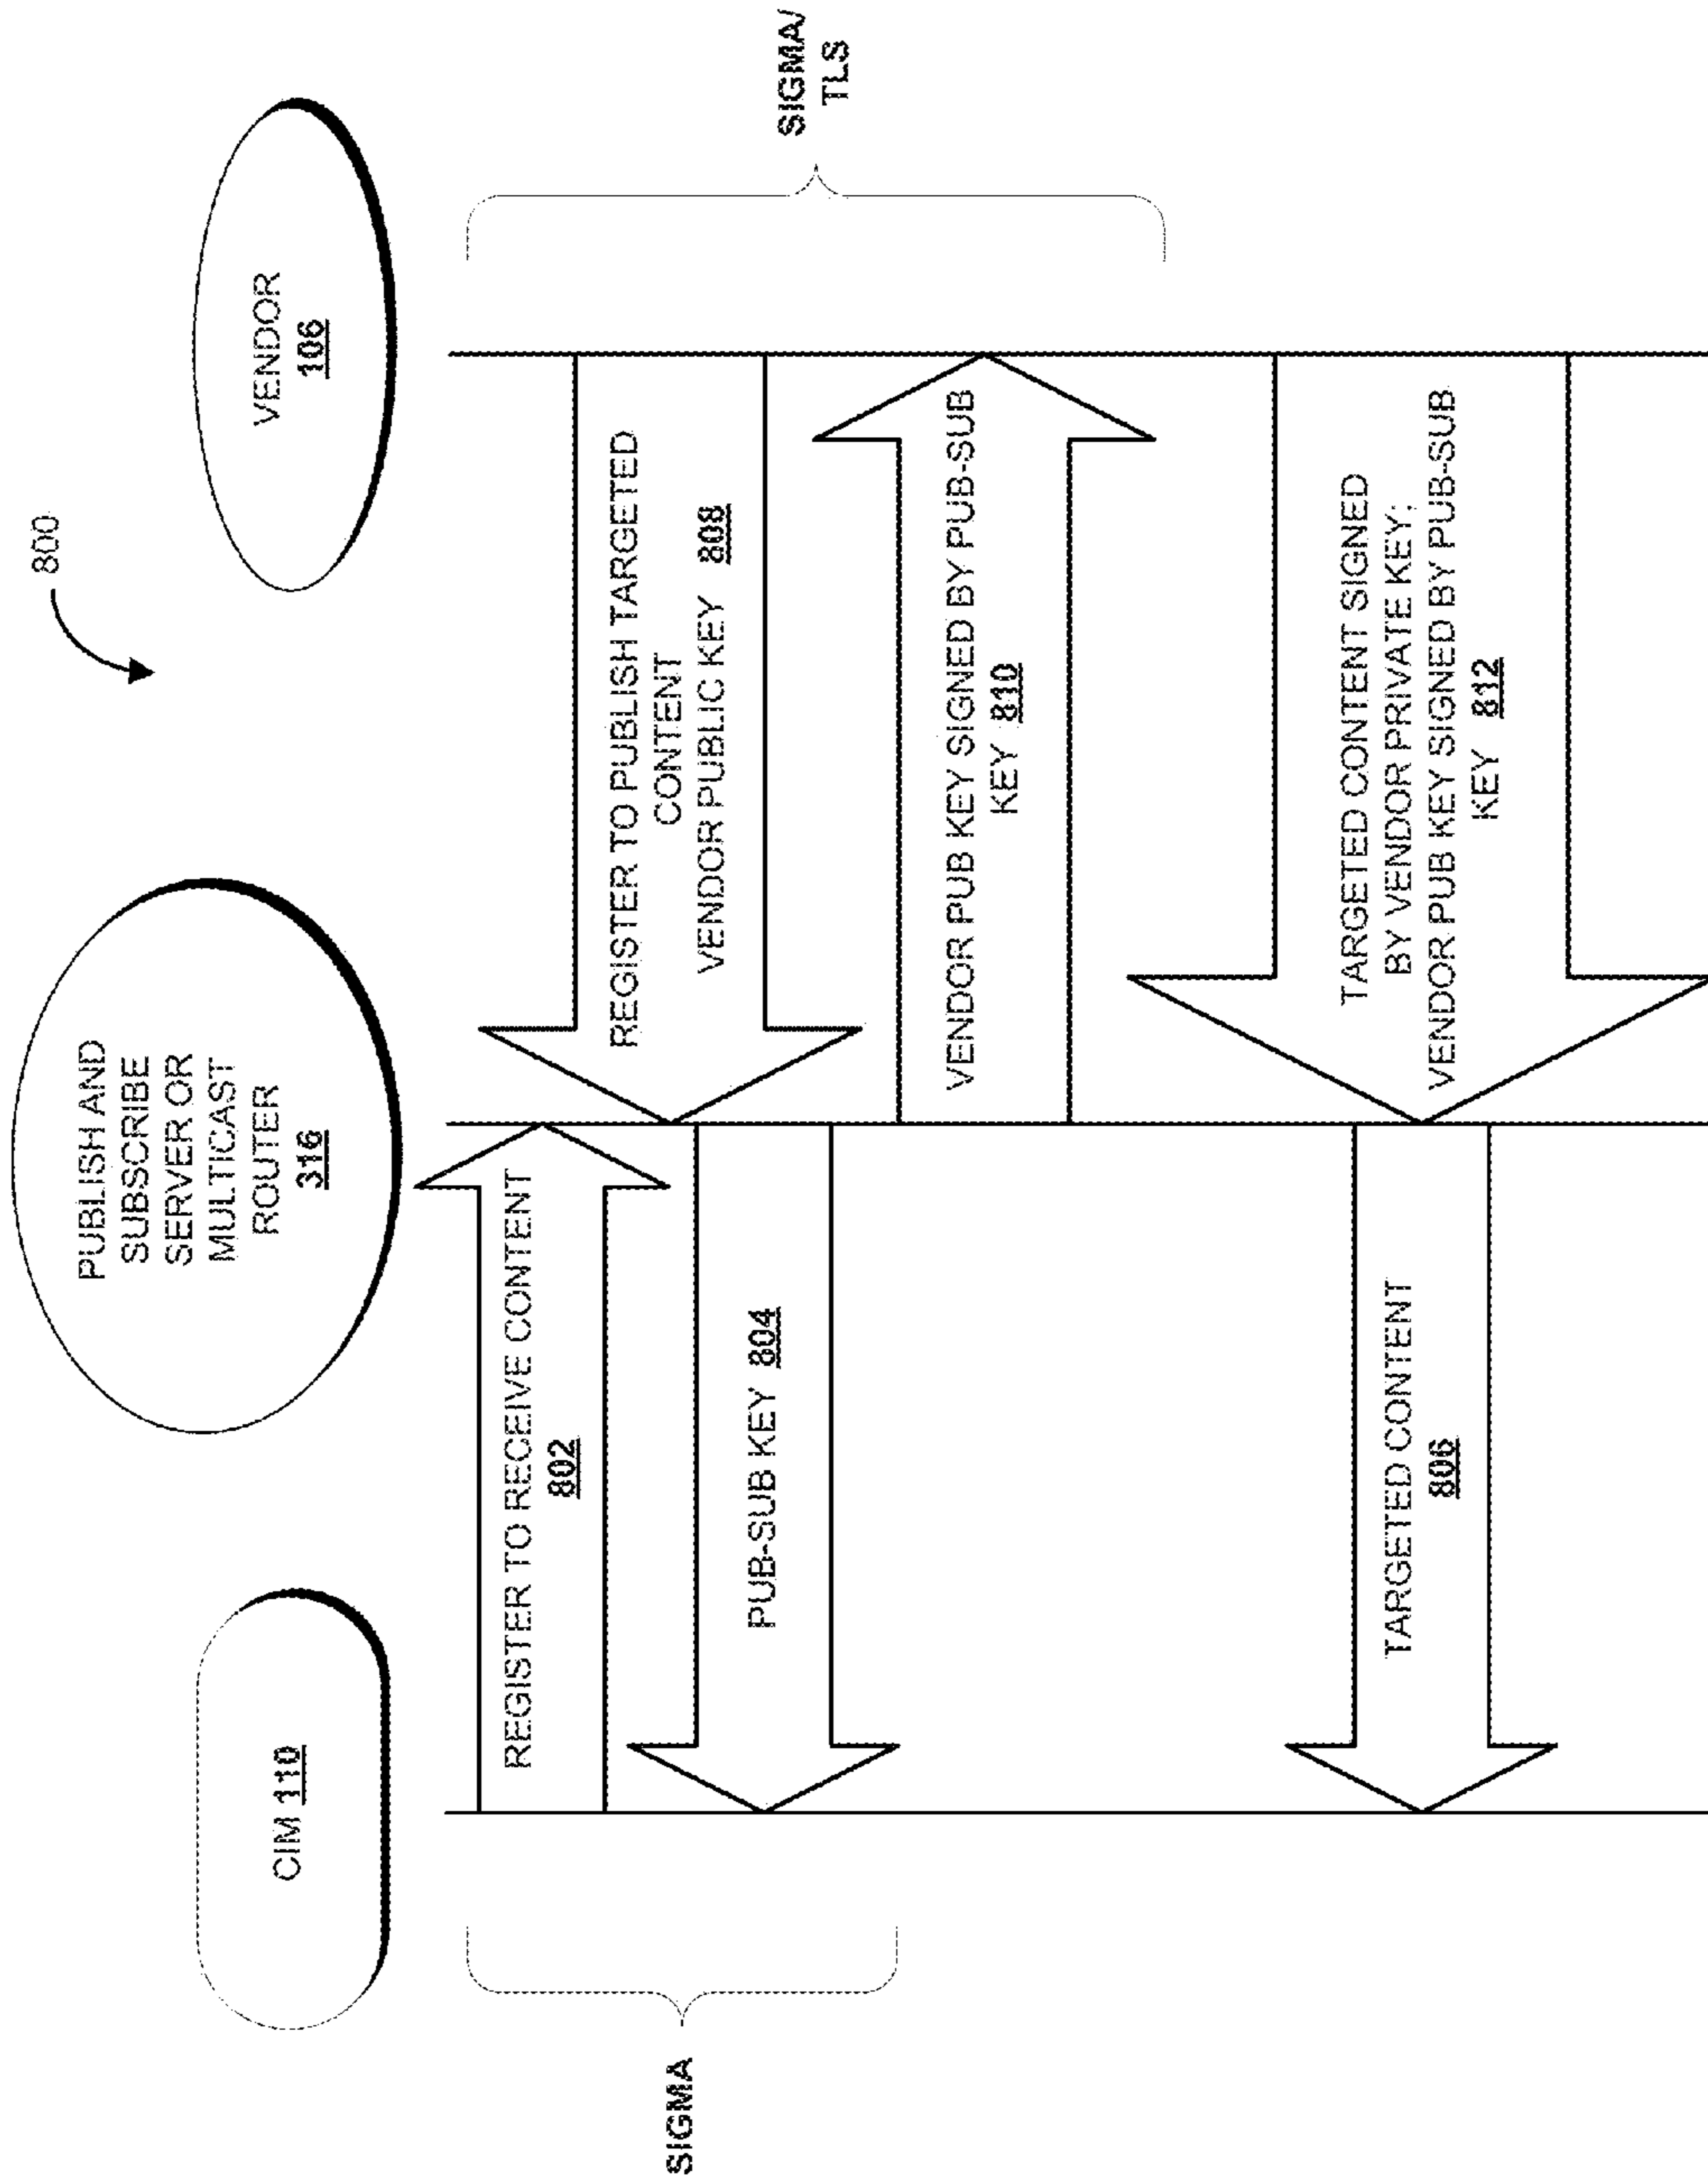 800
CIM 110
PUBLISH AND
SUBSCRIBE
SERVER OR
MULTICAST
ROUTER
316
VENDOR
106
SIGMA
REGISTER TO RECEIVE CONTENT
802
PUB-SUB KEY 804
TARGETED CONTENT
806
REGISTER TO PUBLISH TARGETED
CONTENT
VENDOR PUBLIC KEY 808
VENDOR PUB KEY SIGNED BY PUB-SUB
KEY 810
TARGETED CONTENT SIGNED
BY VENDOR PRIVATE KEY;
VENDOR PUB KEY SIGNED BY PUB-SUB
KEY 812
SIGMA/
TLS